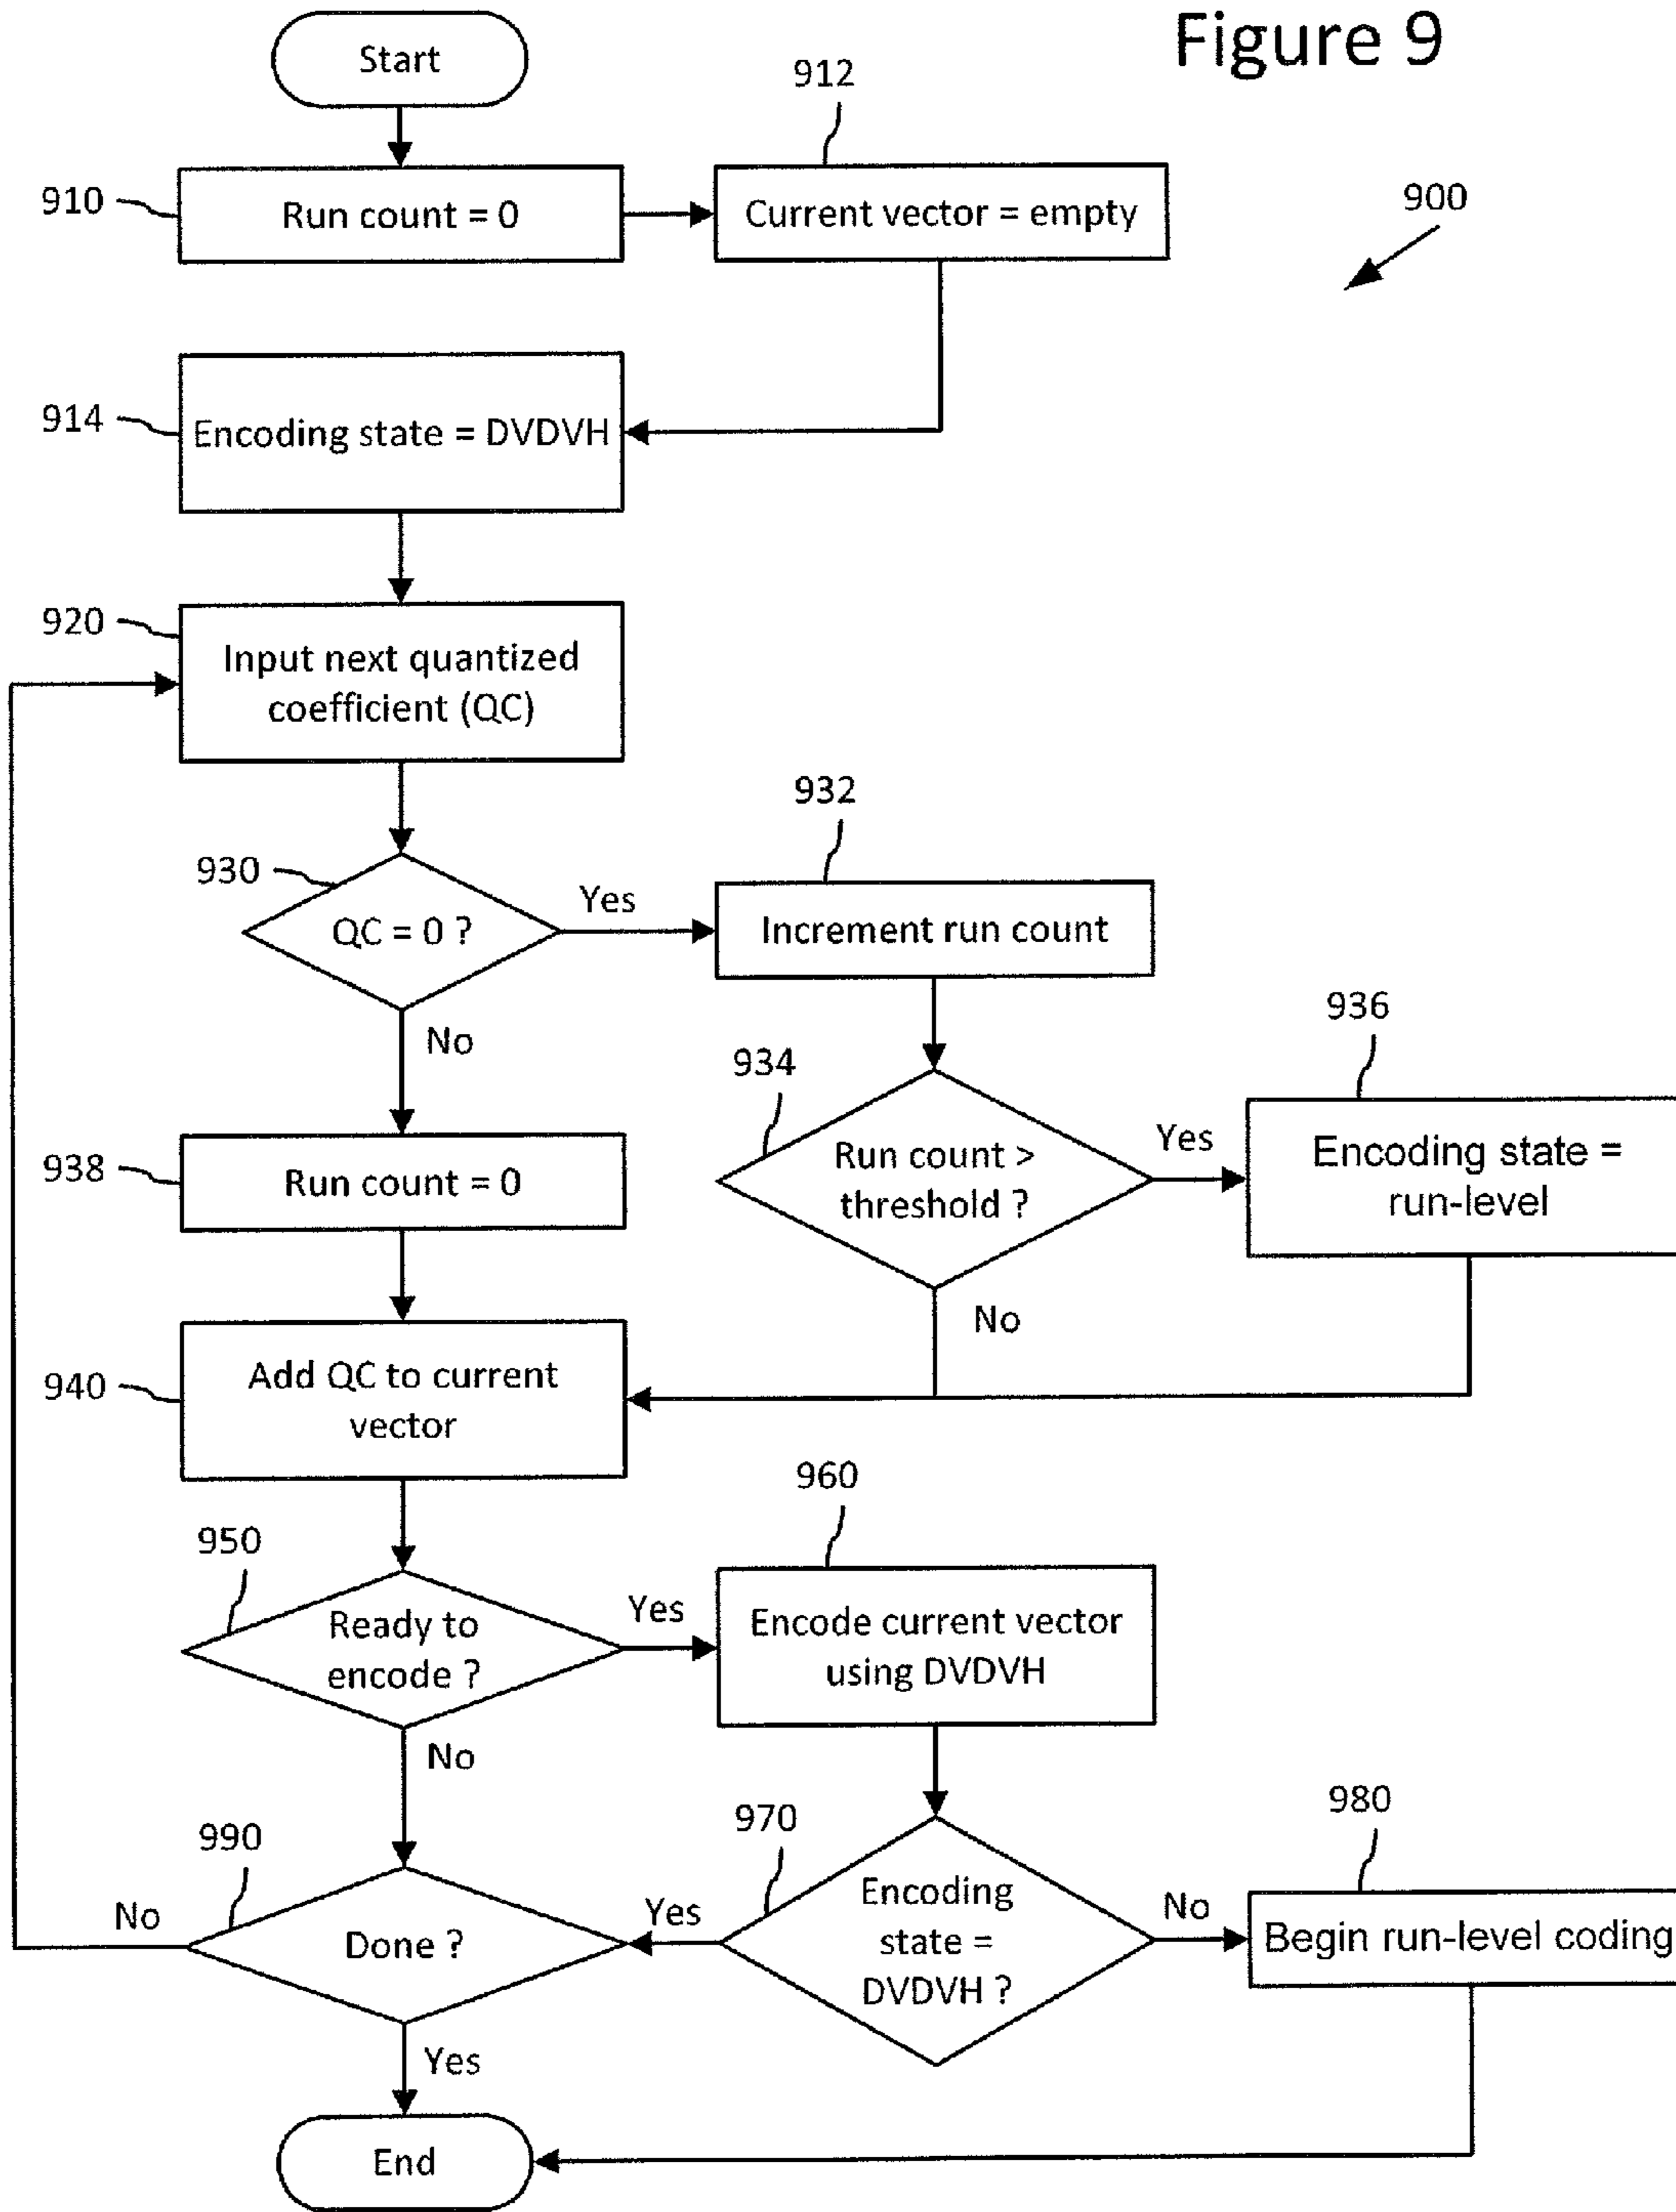 Figure 9
Start
912
910
Run count = 0
Current vector = empty
900
914
Encoding state = DVDVH
920
Input next quantized
coefficient (QC)
932
930
QC = 0 ?
Yes
Increment run count
No
936
934
938
Run count = 0
Run count >
threshold ?
Yes
Encoding state =
run-level
No
940
Add QC to current
vector
960
950
Ready to
encode ?
Yes
Encode current vector
using DVDVH
No
980
970
990
No
Done ?
Yes
Encoding
state =
DVDVH ?
No
Begin run-level coding
Yes
End